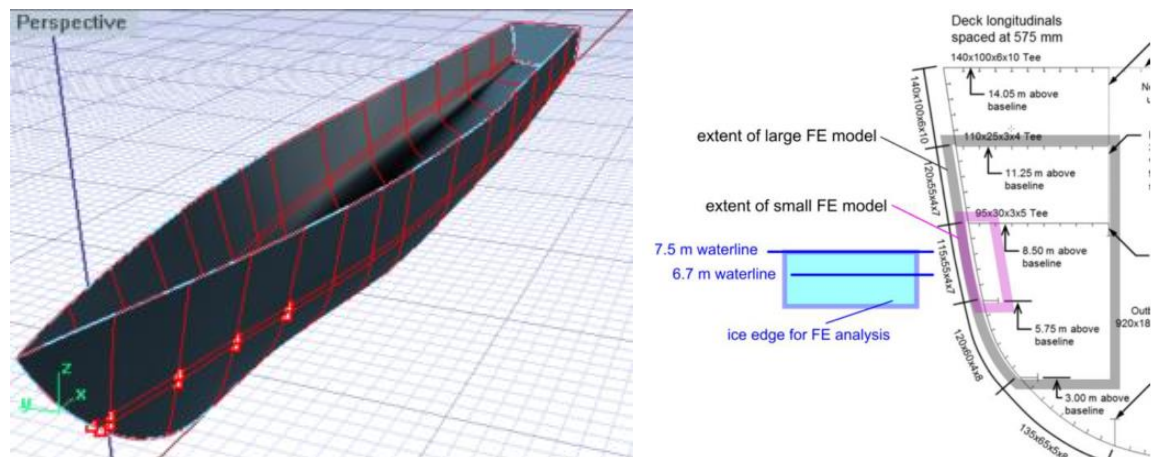 Perspective
z
x
y
Deck longitudinals
spaced at 575 mm
140x100x6x10 Tee
140x100x6x10
14.05 m above
baseline
extent of large FE model
110x25x3x4 Tee
120x55x4x7
11.25 m above
baseline
extent of small FE model
95x30x3x5 Tee
7.5 m waterline
115x55x4x7
8.50 m above
baseline
6.7 m waterline
ice edge for FE analysis
5.75 m above
baseline
120x60x4x8
3.00 m above
baseline